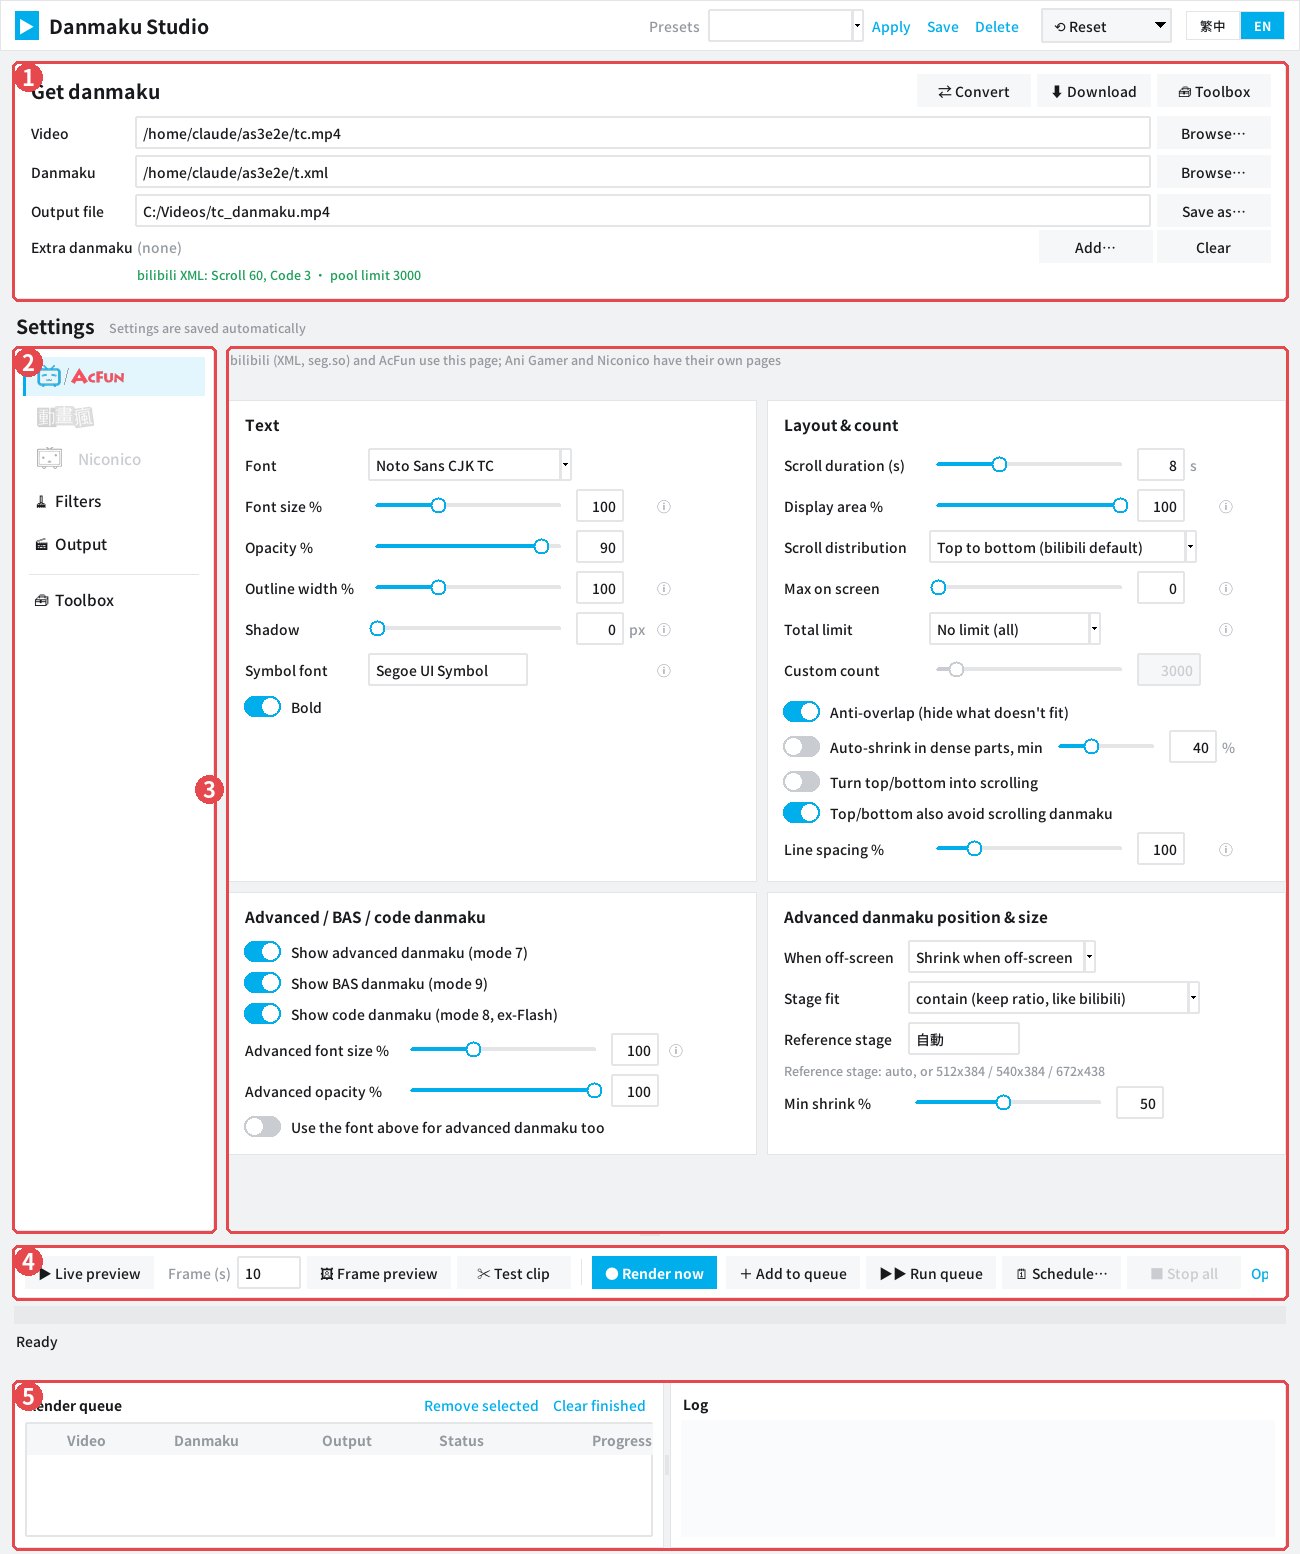 Danmaku Studio
Presets
Apply
Save
Delete
⟲ Reset
繁中
EN
1
Get danmaku
⇄ Convert
⬇ Download
Toolbox
Video
/home/claude/as3e2e/tc.mp4
Browse···
Danmaku
/home/claude/as3e2e/t.xml
Browse···
Output file
C:/Videos/tc_danmaku.mp4
Save as···
Extra danmaku (none)
Add···
Clear
bilibili XML: Scroll 60, Code 3 · pool limit 3000
Settings
Settings are saved automatically
2
/ ACFUN
動畫瘋
Niconico
Filters
Output
Toolbox
3
bilibili (XML, seg.so) and AcFun use this page; Ani Gamer and Niconico have their own pages
Text
Font
Noto Sans CJK TC
Font size %
100
Opacity %
90
Outline width %
100
Shadow
0
px
Symbol font
Segoe UI Symbol
Bold
Layout & count
Scroll duration (s)
8
s
Display area %
100
Scroll distribution
Top to bottom (bilibili default)
Max on screen
0
Total limit
No limit (all)
Custom count
3000
Anti-overlap (hide what doesn't fit)
Auto-shrink in dense parts, min
40
%
Turn top/bottom into scrolling
Top/bottom also avoid scrolling danmaku
Line spacing %
100
Advanced / BAS / code danmaku
Show advanced danmaku (mode 7)
Show BAS danmaku (mode 9)
Show code danmaku (mode 8, ex-Flash)
Advanced font size %
100
Advanced opacity %
100
Use the font above for advanced danmaku too
Advanced danmaku position & size
When off-screen
Shrink when off-screen
Stage fit
contain (keep ratio, like bilibili)
Reference stage
自動
Reference stage: auto, or 512x384 / 540x384 / 672x438
Min shrink %
50
4
▶ Live preview
Frame (s)
10
Frame preview
✂ Test clip
● Render now
+ Add to queue
▶▶ Run queue
Schedule···
■ Stop all
Op
Ready
5
ender queue
Remove selected
Clear finished
Video
Danmaku
Output
Status
Progress
Log